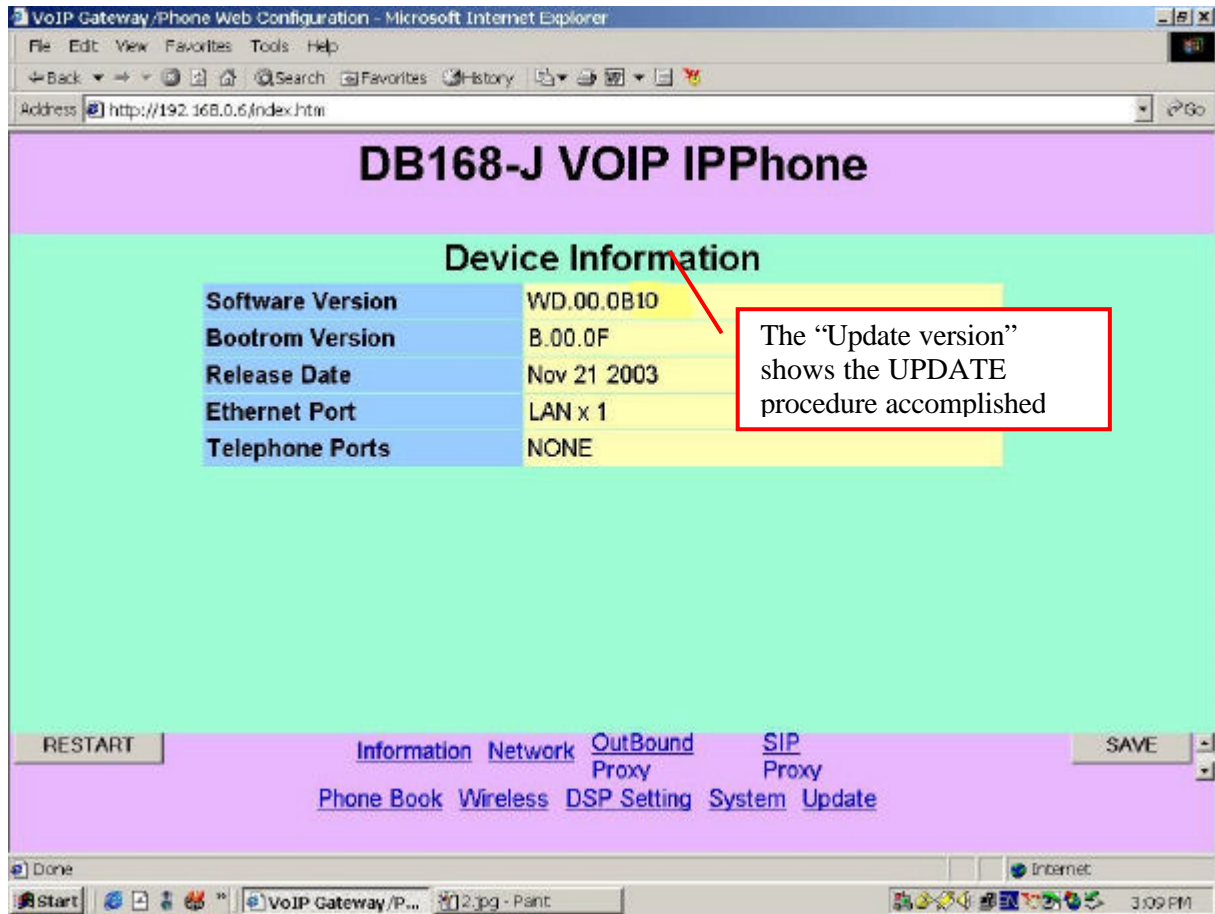 VoIP Gateway /Phone Web Configuration - Microsoft Internet Explorer
File Edit View Favorites Tools Help
Back Search Favorites History
Address http://192.168.0.6/index.htm Go
DB168-J VOIP IPPhone
Device Information
Software Version WD.00.0B10
Bootrom Version B.00.0F
Release Date Nov 21 2003
Ethernet Port LAN x 1
Telephone Ports NONE
The “Update version”
shows the UPDATE
procedure accomplished
RESTART Information Network OutBound Proxy SIP Proxy SAVE
Phone Book Wireless DSP Setting System Update
Done Internet
Start VoIP Gateway /P... 2.jpg - Paint 3:09 PM